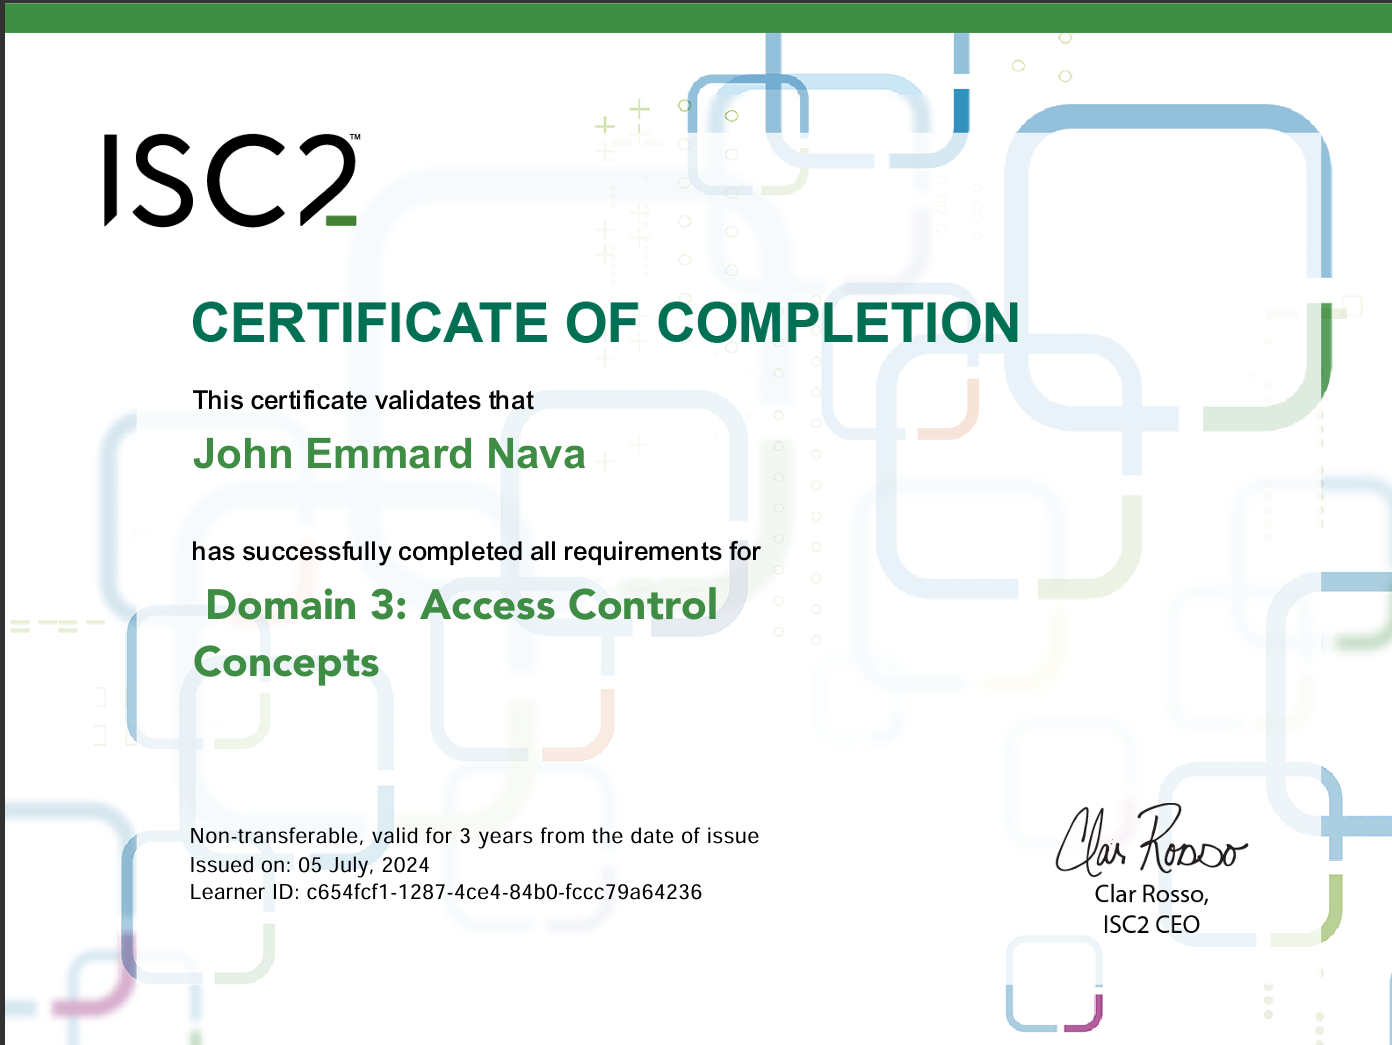 ISC2™
CERTIFICATE OF COMPLETION
This certificate validates that
John Emmard Nava
has successfully completed all requirements for
Domain 3: Access Control
Concepts
Non-transferable, valid for 3 years from the date of issue
Issued on: 05 July, 2024
Learner ID: c654fcf1-1287-4ce4-84b0-fccc79a64236
Clar Rosso
Clar Rosso,
ISC2 CEO